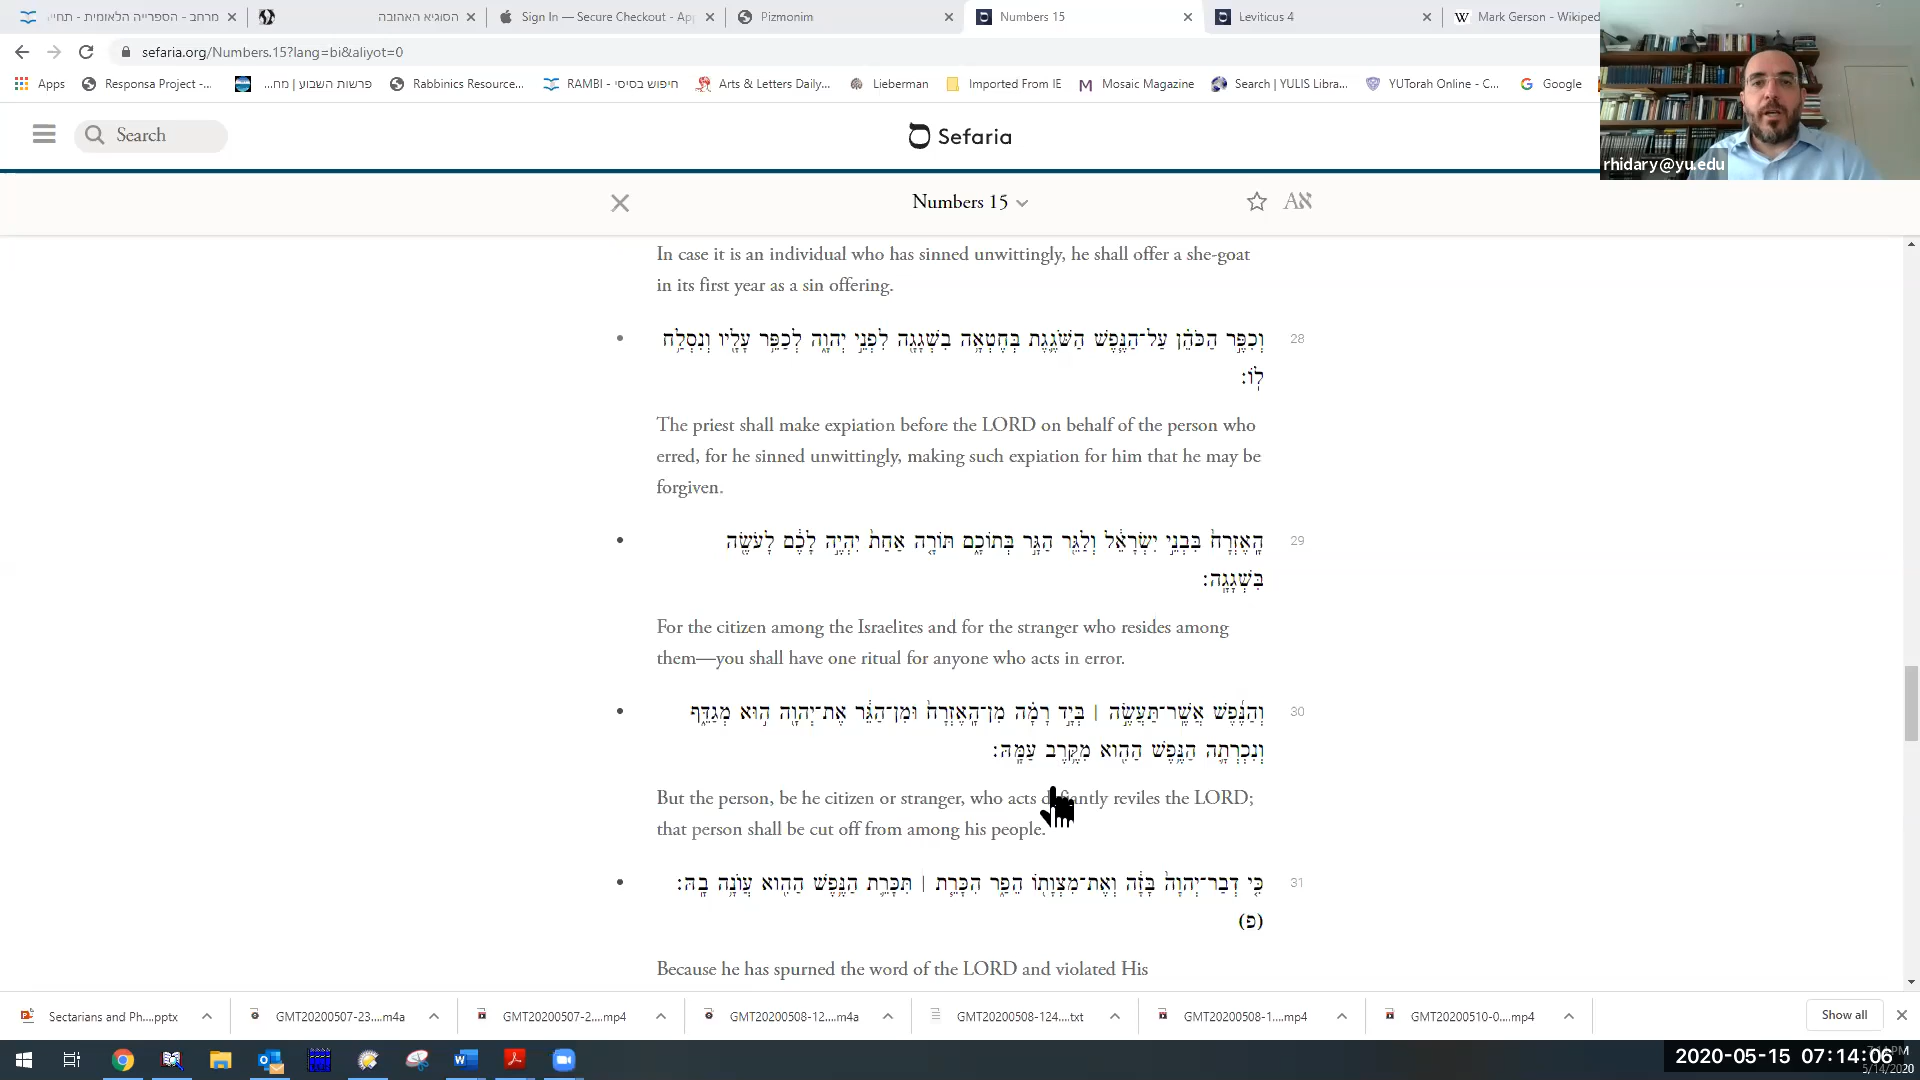 מרחב - הספרייה הלאומית - תחי
הסוגיא האהובה
Sign In — Secure Checkout - Ap
Pizmonim
Numbers 15
Leviticus 4
Mark Gerson - Wikiped
sefaria.org/Numbers.15?lang=bi&aliyot=0
Apps
Responsa Project -...
פרשות השבוע | מח...
Rabbinics Resource...
RAMBI - חיפוש בסיסי
Arts & Letters Daily...
Lieberman
Imported From IE
Mosaic Magazine
Search | YULIS Libra...
YUTorah Online - C...
Google
rhidary@yu.edu
Search
Sefaria
Numbers 15
In case it is an individual who has sinned unwittingly, he shall offer a she-goat
in its first year as a sin offering.
28
וְכִפֶּ֣ר הַכֹּהֵ֗ן עַל־הַנֶּ֧פֶשׁ הַשֹּׁגֶ֛גֶת בְּחֶטְאָ֥ה בִשְׁגָגָ֖ה לִפְנֵ֣י יְהוָ֑ה לְכַפֵּ֥ר עָלָ֖יו וְנִסְלַ֥ח
לֽוֹ׃
The priest shall make expiation before the LORD on behalf of the person who
erred, for he sinned unwittingly, making such expiation for him that he may be
forgiven.
29
הָֽאֶזְרָח֙ בִּבְנֵ֣י יִשְׂרָאֵ֔ל וְלַגֵּ֖ר הַגָּ֣ר בְּתוֹכָ֑ם תּוֹרָ֤ה אַחַת֙ יִהְיֶ֣ה לָכֶ֔ם לָעֹשֶׂ֖ה
בִּשְׁגָגָֽה׃
For the citizen among the Israelites and for the stranger who resides among
them—you shall have one ritual for anyone who acts in error.
30
וְהַנֶּ֜פֶשׁ אֲשֶֽׁר־תַּעֲשֶׂ֣ה ׀ בְּיָ֣ד רָמָ֗ה מִן־הָֽאֶזְרָח֙ וּמִן־הַגֵּ֔ר אֶת־יְהוָ֖ה ה֣וּא מְגַדֵּ֑ף
וְנִכְרְתָ֛ה הַנֶּ֥פֶשׁ הַהִ֖וא מִקֶּ֥רֶב עַמָּֽהּ׃
But the person, be he citizen or stranger, who acts defiantly reviles the LORD;
that person shall be cut off from among his people.
31
כִּ֤י דְבַר־יְהוָה֙ בָּזָ֔ה וְאֶת־מִצְוָת֖וֹ הֵפַ֑ר הִכָּרֵ֧ת ׀ תִּכָּרֵ֛ת הַנֶּ֥פֶשׁ הַהִ֖וא עֲוֺנָ֥ה בָֽהּ׃
(פ)
Because he has spurned the word of the LORD and violated His
Sectarians and Ph....pptx
GMT20200507-23....m4a
GMT20200507-2....mp4
GMT20200508-12....m4a
GMT20200508-124....txt
GMT20200508-1....mp4
GMT20200510-0....mp4
Show all
2020-05-15 07:14:06
5/14/2020